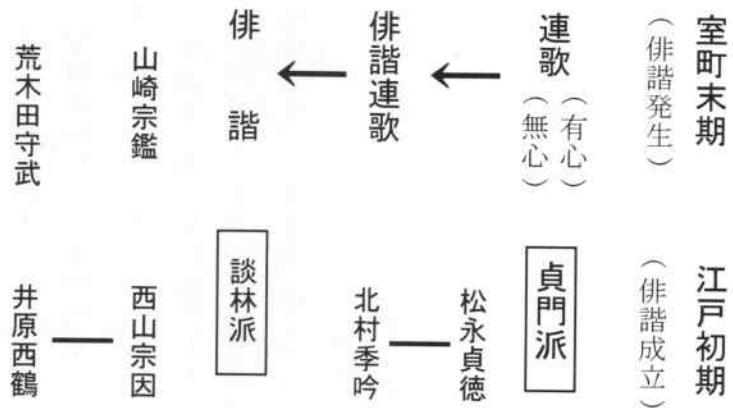 室町末期
（俳諧発生）
連歌
（有心）
（無心）
俳諧連歌
俳諧
山崎宗鑑
荒木田守武
江戸初期
（俳諧成立）
貞門派
松永貞徳
北村季吟
談林派
西山宗因
井原西鶴